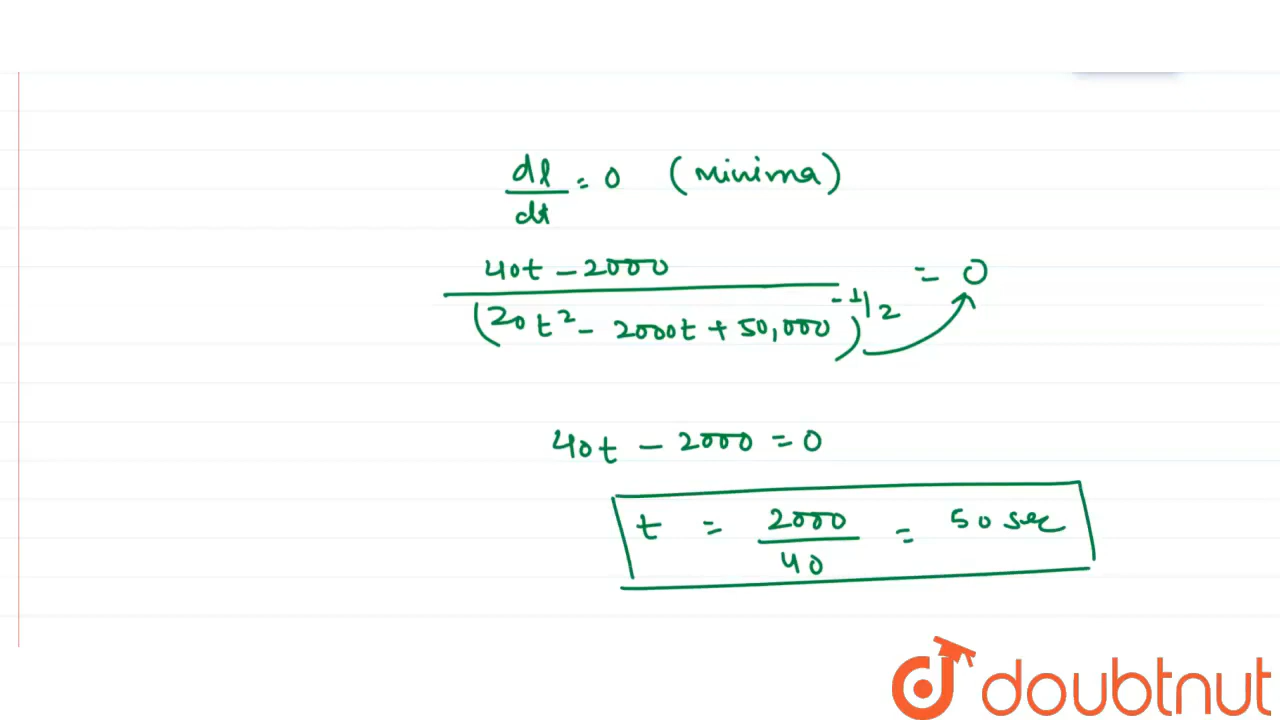 dl/dt = 0 (minima)
40t - 2000 / (20t² - 2000t + 50,000)^(-1/2) = 0
40t - 2000 = 0
t = 2000/40 = 50 sec
doubtnut